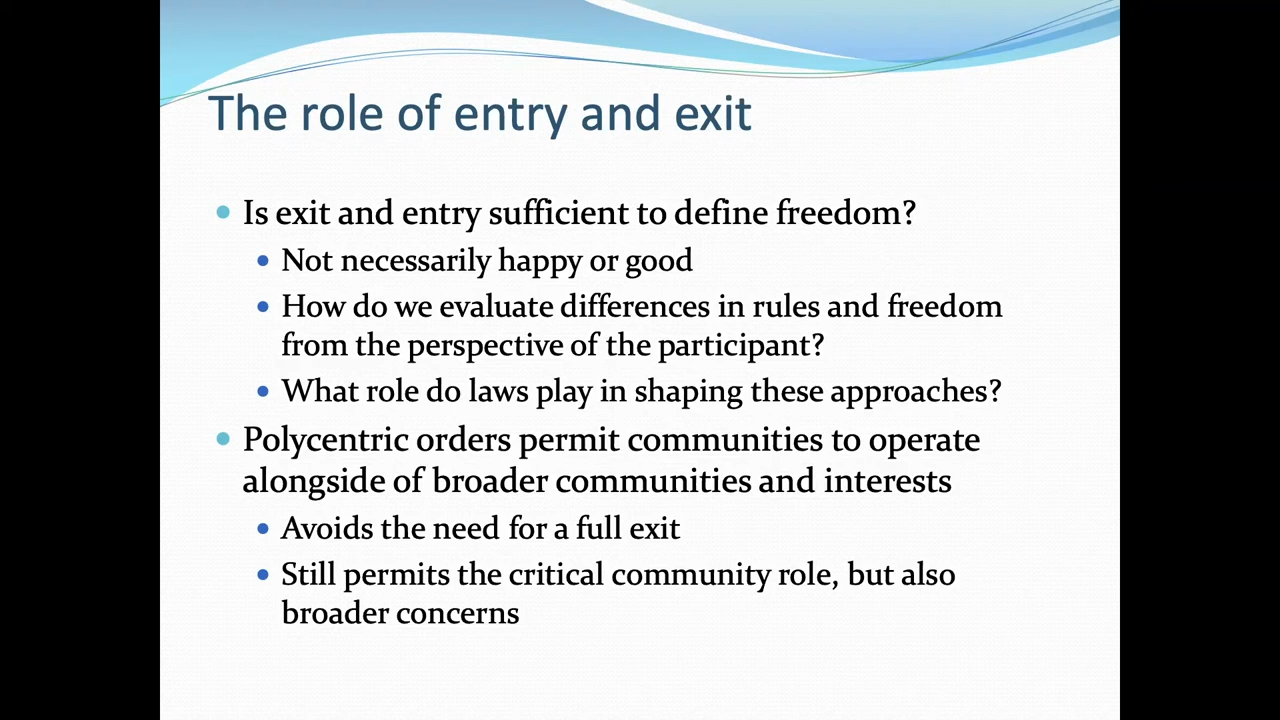 The role of entry and exit
Is exit and entry sufficient to define freedom?
Not necessarily happy or good
How do we evaluate differences in rules and freedom
from the perspective of the participant?
What role do laws play in shaping these approaches?
Polycentric orders permit communities to operate
alongside of broader communities and interests
Avoids the need for a full exit
Still permits the critical community role, but also
broader concerns